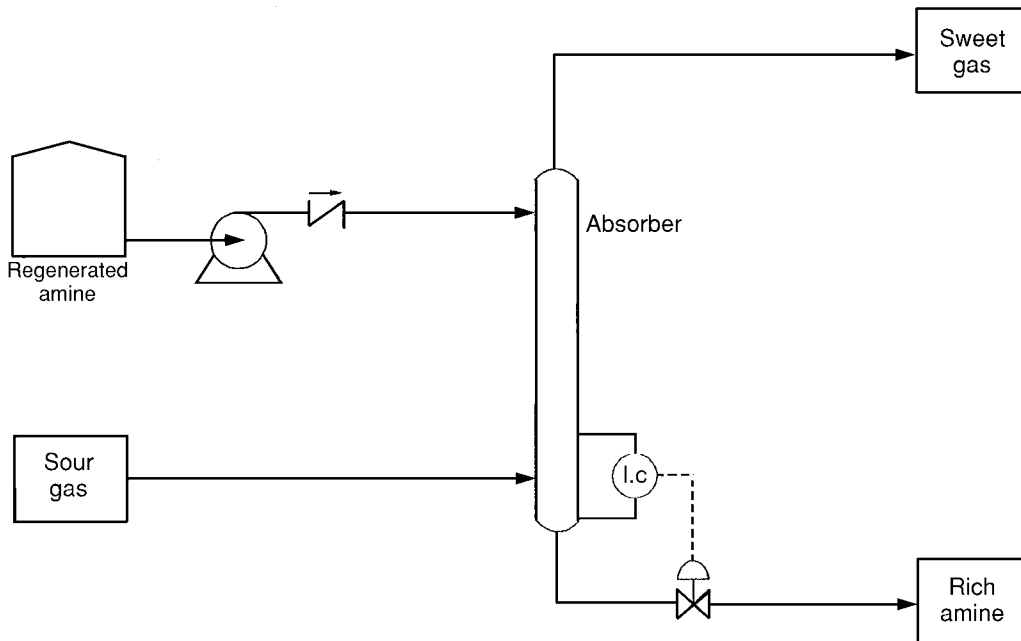 Sweet
gas
Absorber
Regenerated
amine
Sour
gas
I.c
Rich
amine